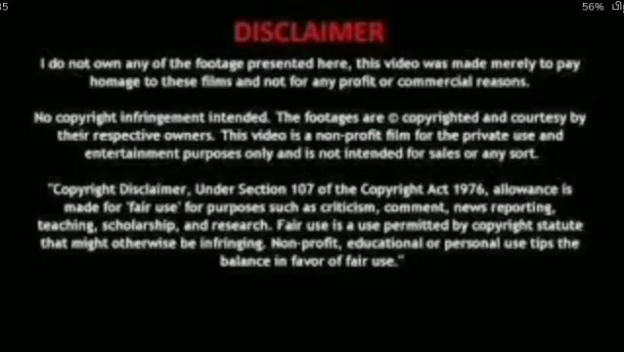 35
56%
DISCLAIMER
I do not own any of the footage presented here, this video was made merely to pay
homage to these films and not for any profit or commercial reasons.
No copyright infringement intended. The footages are © copyrighted and courtesy by
their respective owners. This video is a non-profit film for the private use and
entertainment purposes only and is not intended for sales or any sort.
"Copyright Disclaimer, Under Section 107 of the Copyright Act 1976, allowance is
made for 'fair use' for purposes such as criticism, comment, news reporting,
teaching, scholarship, and research. Fair use is a use permitted by copyright statute
that might otherwise be infringing. Non-profit, educational or personal use tips the
balance in favor of fair use."